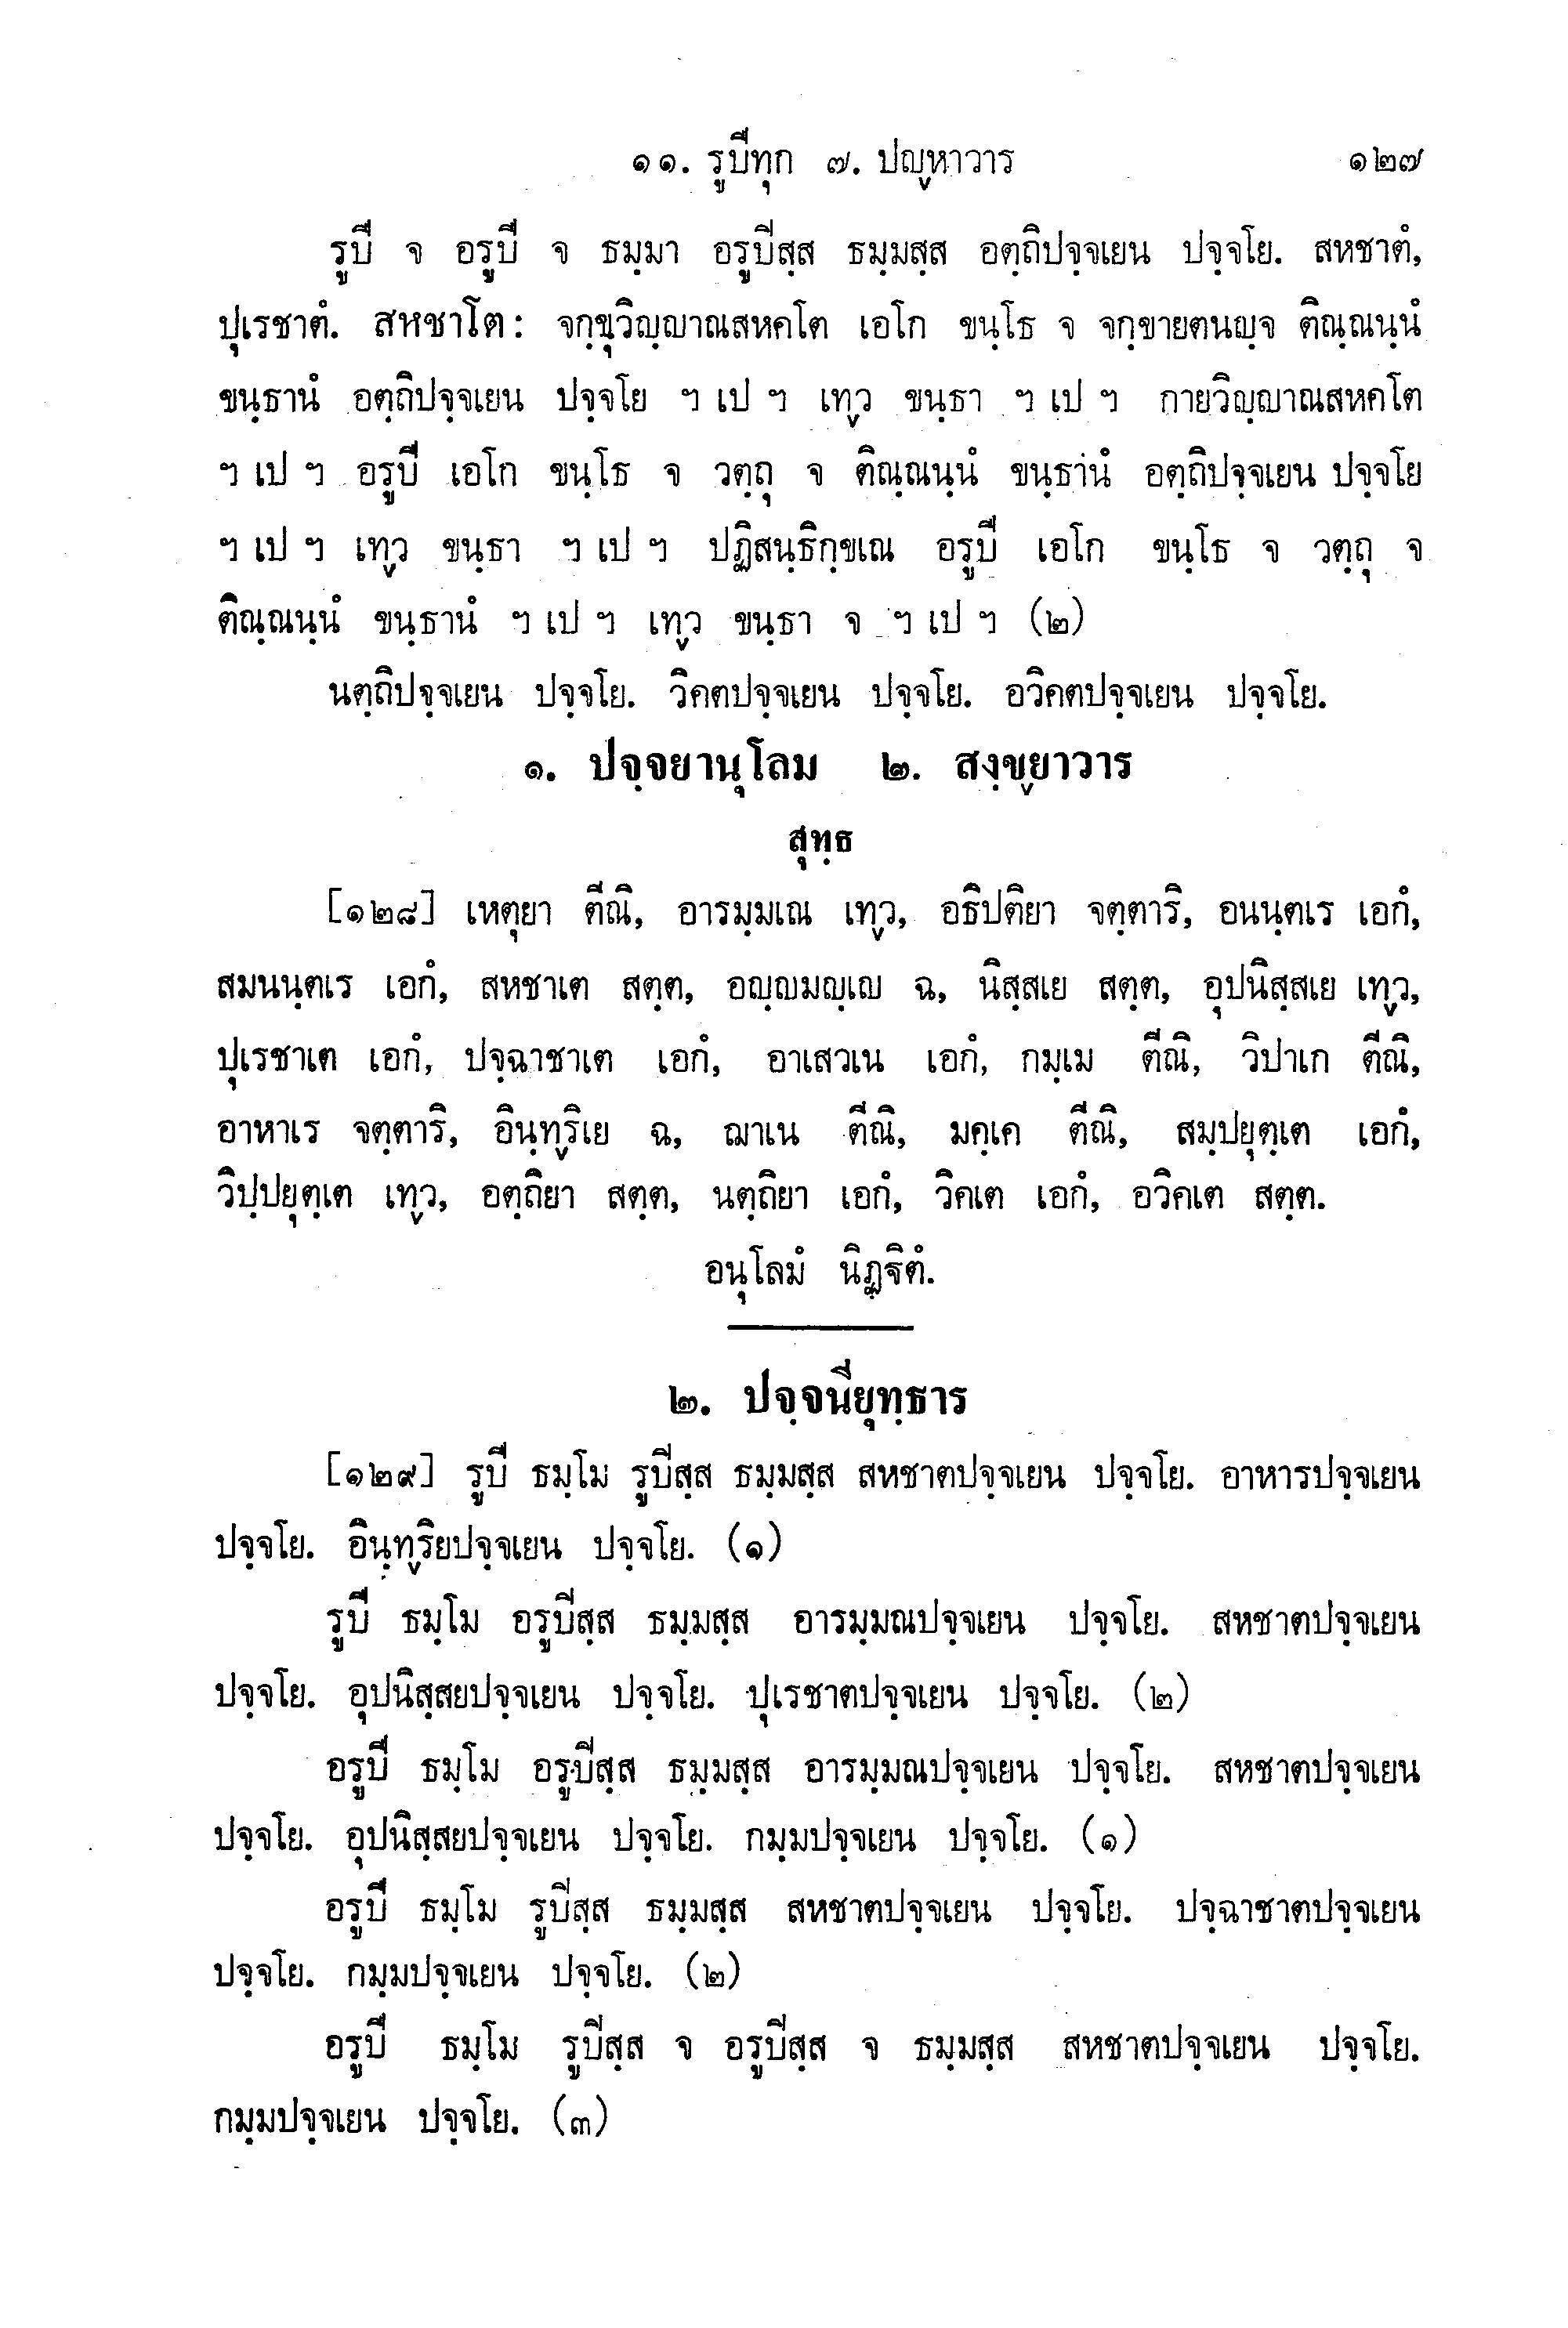 ๑๑. รูปีทุก ๗. ปญฺหาวาร ๑๒๗
รูปี จ อรูปี จ ธมฺมา อรูปีสฺส ธมฺมสฺส อตฺถิปจฺจเยน ปจฺจโย. สหชาตํ,
ปุเรชาตํ. สหชาโต: จกฺขุวิญฺญาณสหคโต เอโก ขนฺโธ จ จกฺขายตนญฺจ ติณฺณนฺนํ
ขนฺธานํ อตฺถิปจฺจเยน ปจฺจโย ฯ เป ฯ เทฺว ขนฺธา ฯ เป ฯ กายวิญฺญาณสหคโต
ฯ เป ฯ อรูปี เอโก ขนฺโธ จ วตฺถุ จ ติณฺณนฺนํ ขนฺธานํ อตฺถิปจฺจเยน ปจฺจโย
ฯ เป ฯ เทฺว ขนฺธา ฯ เป ฯ ปฏิสนฺธิกฺขเณ อรูปี เอโก ขนฺโธ จ วตฺถุ จ
ติณฺณนฺนํ ขนฺธานํ ฯ เป ฯ เทฺว ขนฺธา จ ฯ เป ฯ (๒)
นตฺถิปจฺจเยน ปจฺจโย. วิคตปจฺจเยน ปจฺจโย. อวิคตปจฺจเยน ปจฺจโย.
๑. ปจฺจยานุโลม ๒. สงฺขฺยาวาร
สุทฺธ
[๑๒๘] เหตุยา ตีณิ, อารมฺมเณ เทฺว, อธิปติยา จตฺตาริ, อนนฺตเร เอกํ,
สมนนฺตเร เอกํ, สหชาเต สตฺต, อญฺญมญฺเญ ฉ, นิสฺสเย สตฺต, อุปนิสฺสเย เทฺว,
ปุเรชาเต เอกํ, ปจฺฉาชาเต เอกํ, อาเสวเน เอกํ, กมฺเม ตีณิ, วิปาเก ตีณิ,
อาหาเร จตฺตาริ, อินฺทฺริเย ฉ, ฌาเน ตีณิ, มคฺเค ตีณิ, สมฺปยุตฺเต เอกํ,
วิปฺปยุตฺเต เทฺว, อตฺถิยา สตฺต, นตฺถิยา เอกํ, วิคเต เอกํ, อวิคเต สตฺต.
อนุโลมํ นิฏฺฐิตํ.
๒. ปจฺจนียุทฺธาร
[๑๒๙] รูปี ธมฺโม รูปีสฺส ธมฺมสฺส สหชาตปจฺจเยน ปจฺจโย. อาหารปจฺจเยน
ปจฺจโย. อินฺทฺริยปจฺจเยน ปจฺจโย. (๑)
รูปี ธมฺโม อรูปีสฺส ธมฺมสฺส อารมฺมณปจฺจเยน ปจฺจโย. สหชาตปจฺจเยน
ปจฺจโย. อุปนิสฺสยปจฺจเยน ปจฺจโย. ปุเรชาตปจฺจเยน ปจฺจโย. (๒)
อรูปี ธมฺโม อรูปีสฺส ธมฺมสฺส อารมฺมณปจฺจเยน ปจฺจโย. สหชาตปจฺจเยน
ปจฺจโย. อุปนิสฺสยปจฺจเยน ปจฺจโย. กมฺมปจฺจเยน ปจฺจโย. (๑)
อรูปี ธมฺโม รูปีสฺส ธมฺมสฺส สหชาตปจฺจเยน ปจฺจโย. ปจฺฉาชาตปจฺจเยน
ปจฺจโย. กมฺมปจฺจเยน ปจฺจโย. (๒)
อรูปี ธมฺโม รูปีสฺส จ อรูปีสฺส จ ธมฺมสฺส สหชาตปจฺจเยน ปจฺจโย.
กมฺมปจฺจเยน ปจฺจโย. (๓)